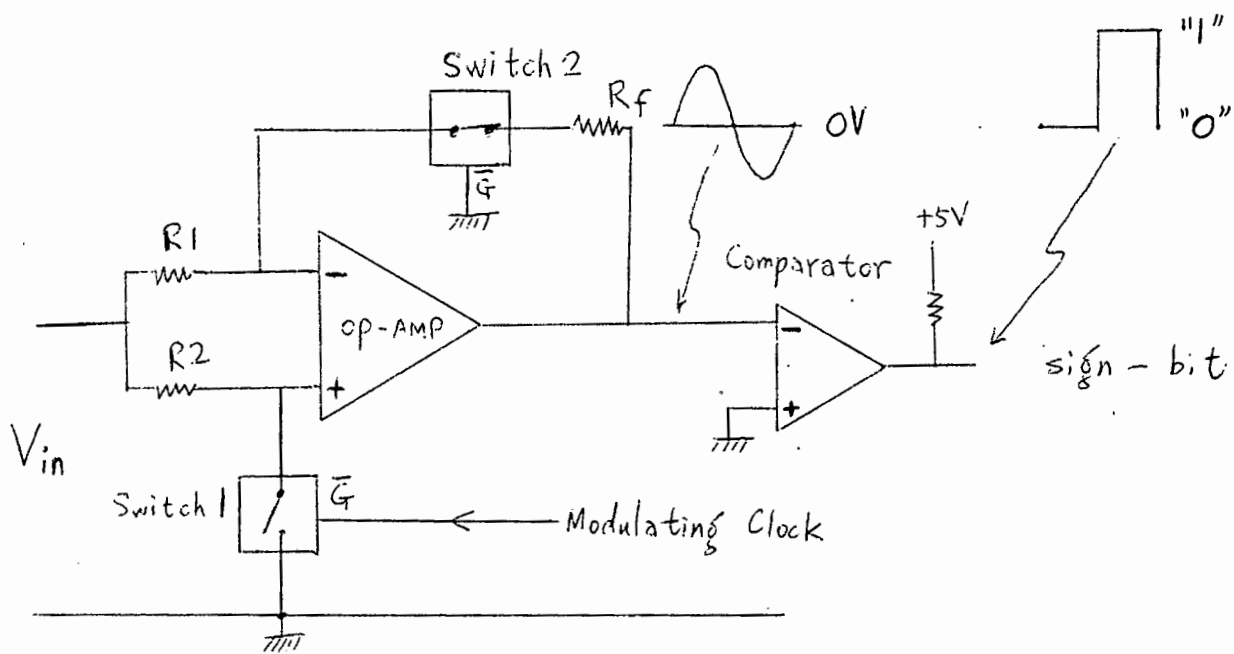 "1"
Switch 2
Rf
0V
"0"
G̅
+5V
R1
Comparator
−
OP-AMP
−
R2
+
sign - bit
+
Vin
Switch 1
G̅
Modulating Clock